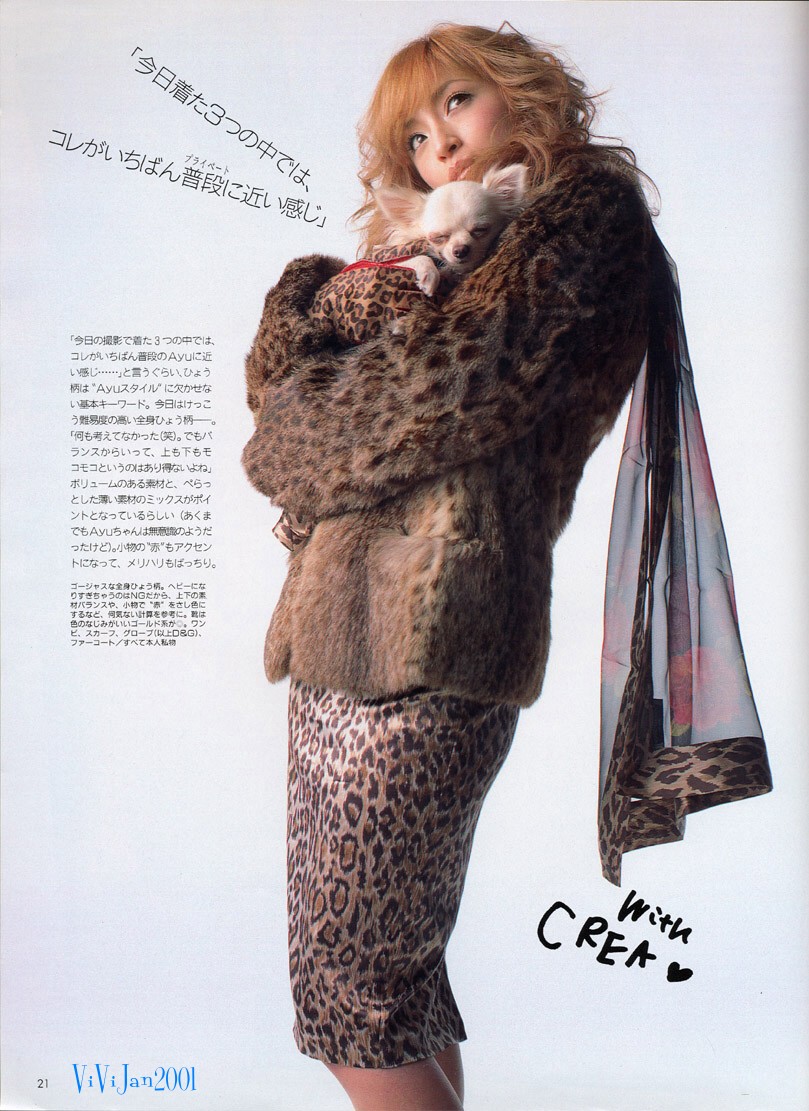 「今日着た3つの中では、
コレがいちばん普段に近い感じ」
プライベート
「今日の撮影で着た３つの中では、
コレがいちばん普段のＡｙｕに近
い感じ……」と言うぐらい、ひょう
柄は“Ａｙｕスタイル”に欠かせな
い基本キーワード。今日はけっこ
う難易度の高い全身ひょう柄――。
「何も考えてなかった（笑）。でもバ
ランスからいって、上も下もモ
コモコというのはあり得ないよね」
ボリュームのある素材と、ぺらっ
とした薄い素材のミックスがポイ
ントとなっているらしい（あくま
でもＡｙｕちゃんは無意識のようだ
ったけど）。小物の“赤”もアクセン
トになって、メリハリもばっちり。
ゴージャスな全身ひょう柄。ヘビーにな
りすぎちゃうのはNGだから、上下の素
材バランスや、小物で“赤”をさし色に
するなど、何気ない計算を参考に。靴は
色のなじみがいいゴールド系が◎。ワン
ピ、スカーフ、グローブ（以上D&G）、
ファーコート／すべて本人私物
With
CREA♥
21
ViVi Jan 2001